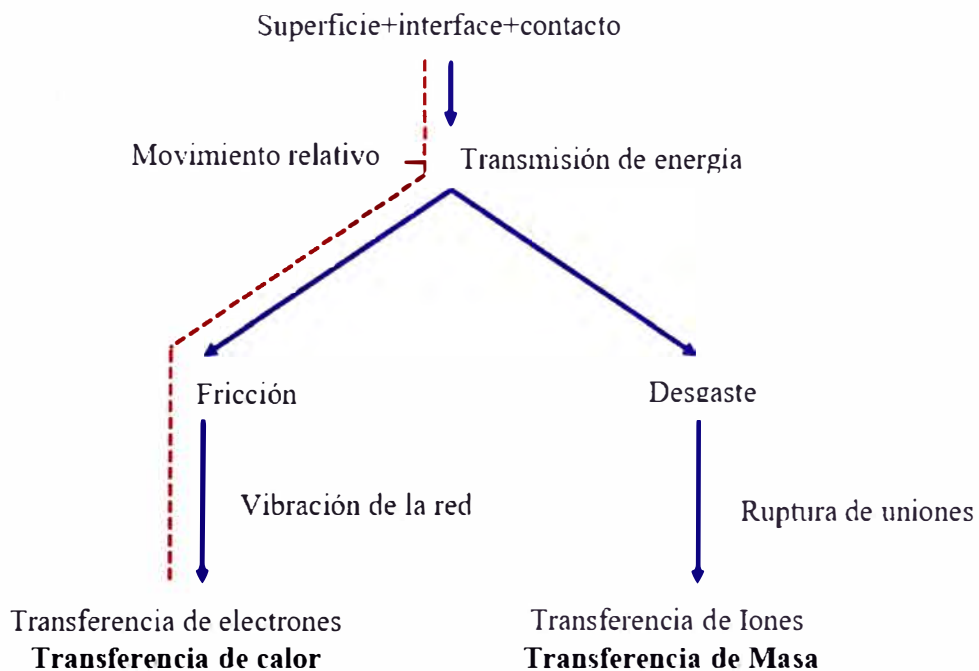 Superficie+interface+contacto
Movimiento relativo
Transmisión de energia
Fricción
Desgaste
Vibración de la red
Ruptura de uniones
Transferencia de electrones
Transferencia de calor
Transferencia de Iones
Transferencia de Masa